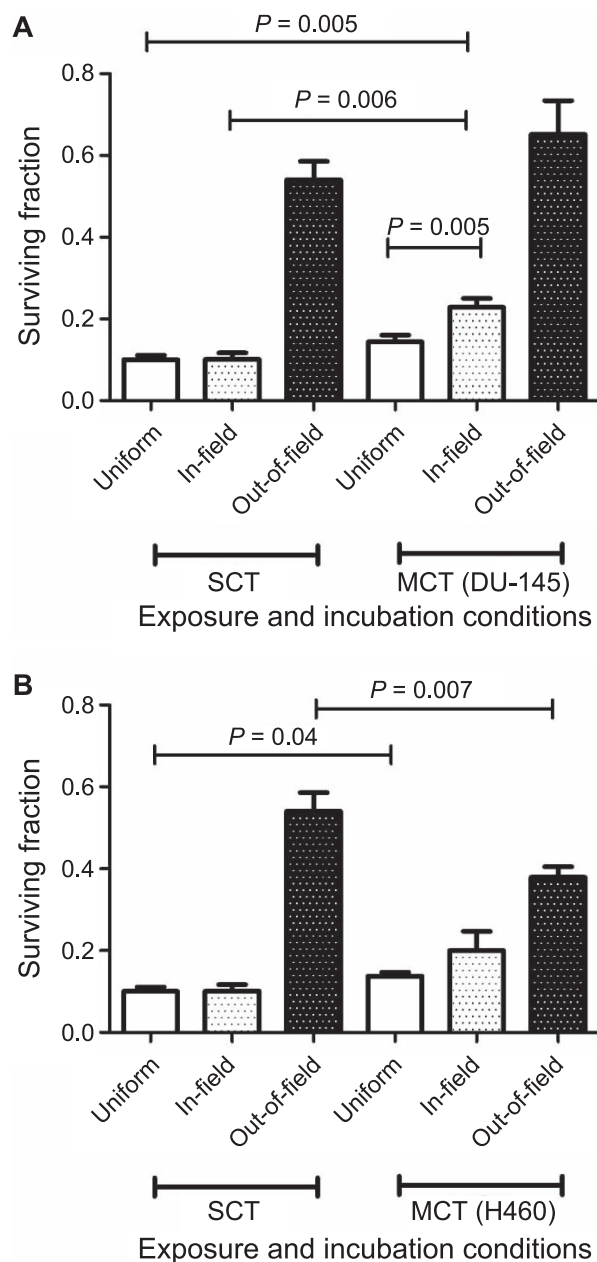 A
P = 0.005
P = 0.006
P = 0.005
Surviving fraction
0.8
0.6
0.4
0.2
0.0
Uniform
In-field
Out-of-field
Uniform
In-field
Out-of-field
SCT
MCT (DU-145)
Exposure and incubation conditions
B
P = 0.007
P = 0.04
Surviving fraction
0.8
0.6
0.4
0.2
0.0
Uniform
In-field
Out-of-field
Uniform
In-field
Out-of-field
SCT
MCT (H460)
Exposure and incubation conditions